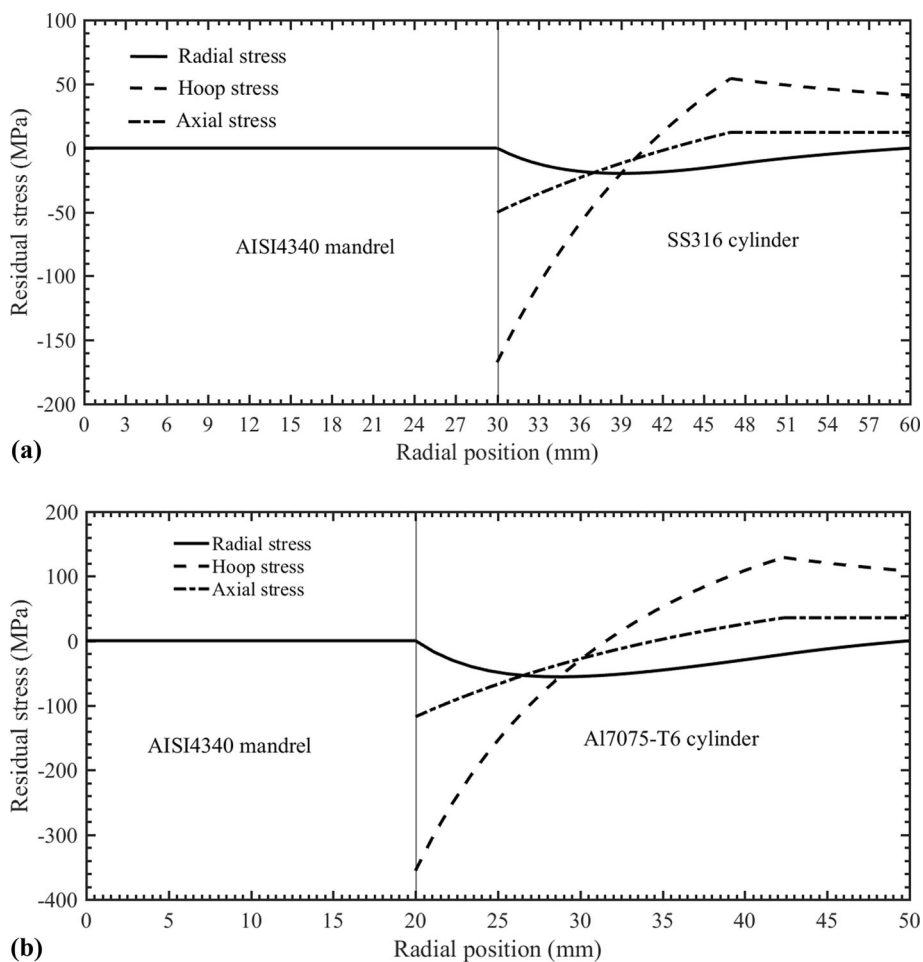 100
Radial stress
50
Hoop stress
Axial stress
0
-50
AISI4340 mandrel
SS316 cylinder
-100
-150
-200
Residual stress (MPa)
0 3 6 9 12 15 18 21 24 27 30 33 36 39 42 45 48 51 54 57 60
(a)
Radial position (mm)
200
Radial stress
Hoop stress
100
Axial stress
0
-100
AISI4340 mandrel
Al7075-T6 cylinder
-200
-300
-400
Residual stress (MPa)
0 5 10 15 20 25 30 35 40 45 50
(b)
Radial position (mm)